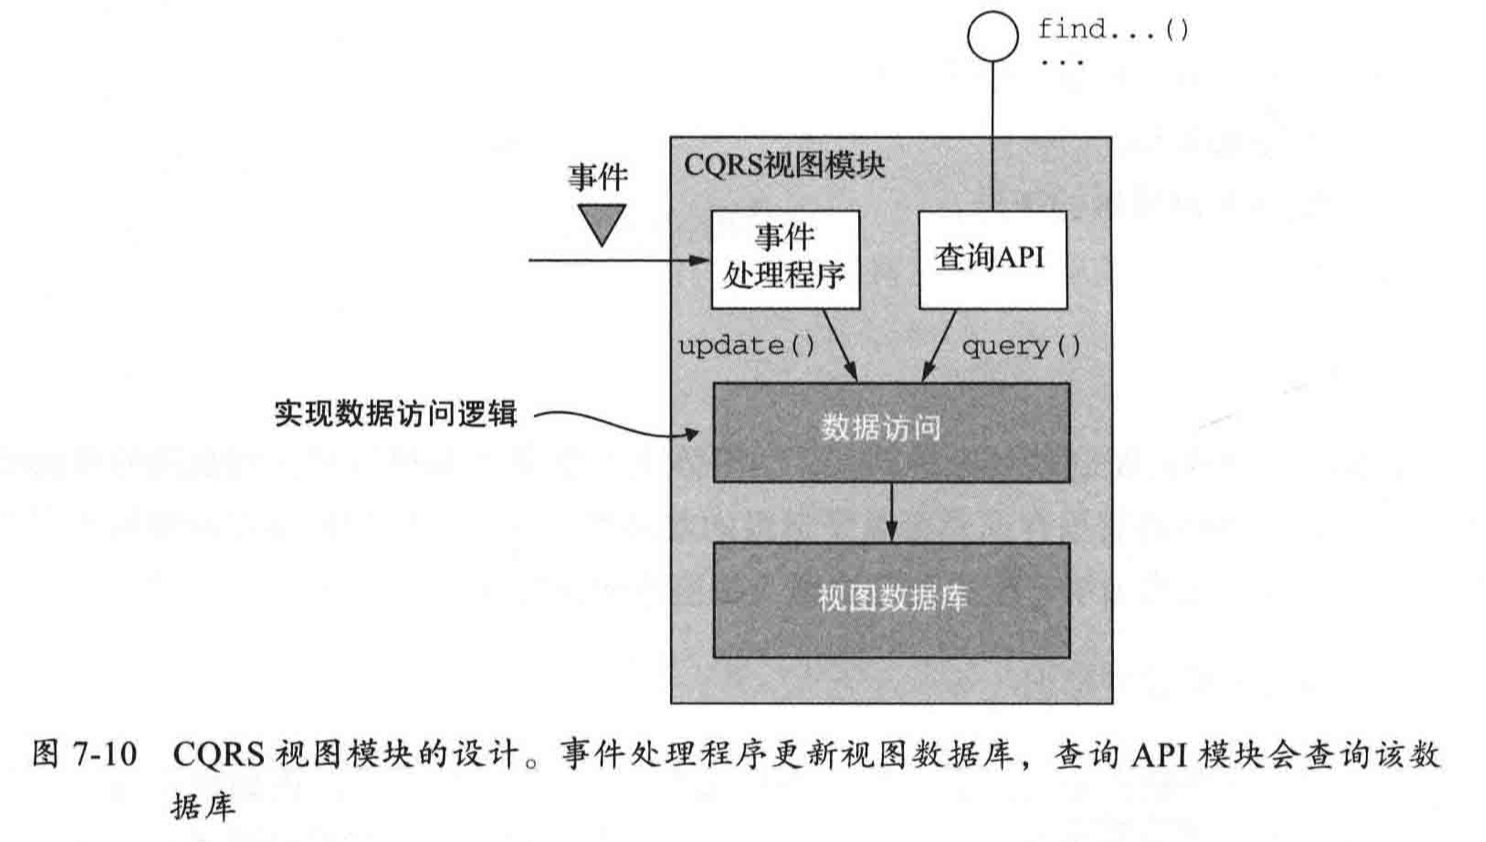 find...()
...
CQRS视图模块
事件
事件
处理程序
查询API
update()
query()
实现数据访问逻辑
数据访问
视图数据库
图 7-10 CQRS 视图模块的设计。事件处理程序更新视图数据库，查询 API 模块会查询该数
据库